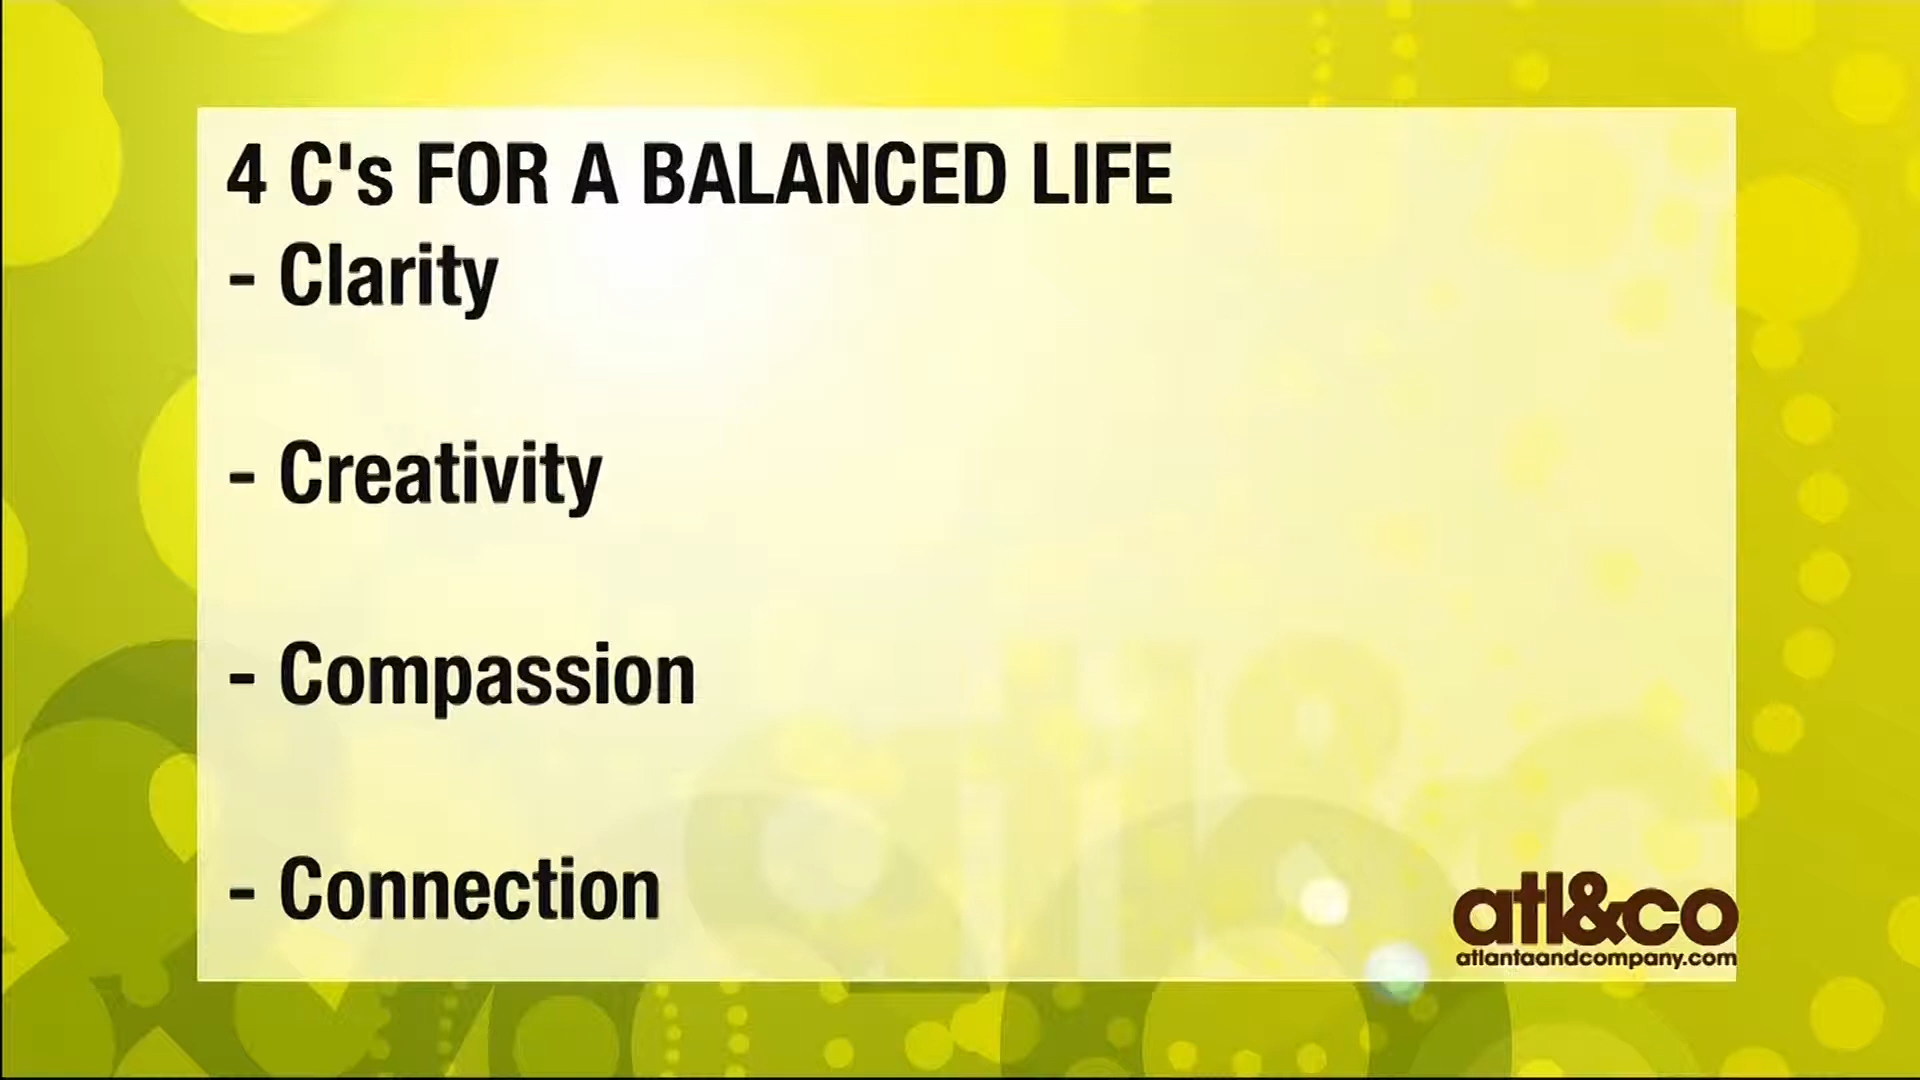 4 C's FOR A BALANCED LIFE
- Clarity
- Creativity
- Compassion
- Connection
atl&co
atlantaandcompany.com